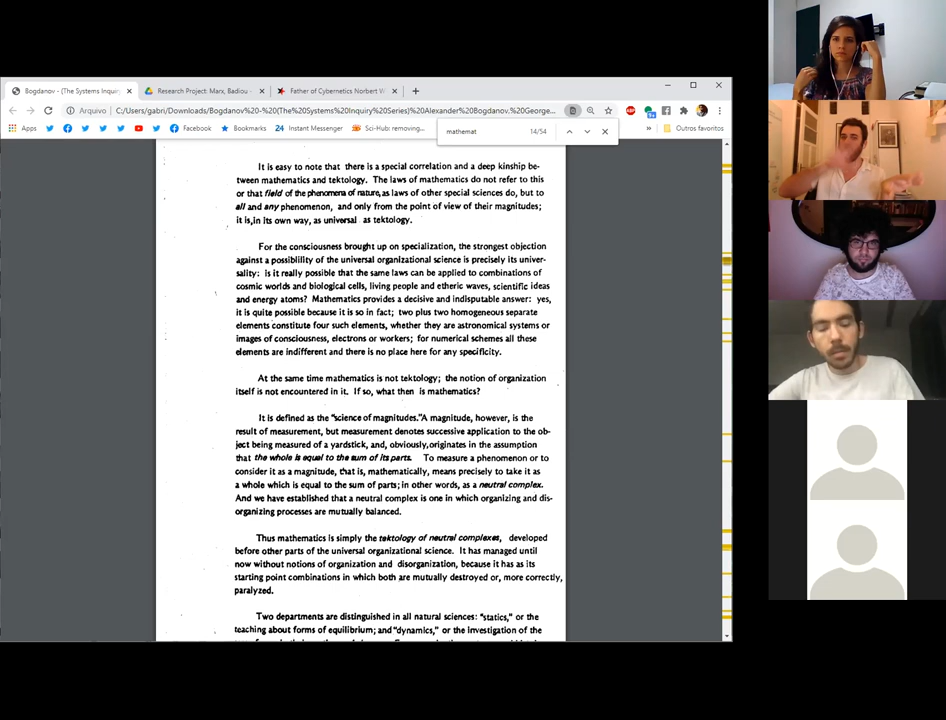 Bogdanov - (The Systems Inquir
Research Project: Marx, Badiou -
Father of Cybernetics Norbert W
Arquivo
C:/Users/gabri/Downloads/Bogdanov%20-%20(The%20Systems%20Inquiry%20Series)%20Alexander%20Bogdanov.%20George...
Apps
Facebook
Bookmarks
24 Instant Messenger
Sci-Hub: removing...
mathemat
14/54
Outros favoritos
It is easy to note that there is a special correlation and a deep kinship be-
tween mathematics and tektology. The laws of mathematics do not refer to this
or that field of the phenomena of nature, as laws of other special sciences do, but to
all and any phenomenon, and only from the point of view of their magnitudes;
it is, in its own way, as universal as tektology.
For the consciousness brought up on specialization, the strongest objection
against a possiblility of the universal organizational science is precisely its univer-
sality: is it really possible that the same laws can be applied to combinations of
cosmic worlds and biological cells, living people and etheric waves, scientific ideas
and energy atoms? Mathematics provides a decisive and indisputable answer: yes,
it is quite possible because it is so in fact; two plus two homogeneous separate
elements constitute four such elements, whether they are astronomical systems or
images of consciousness, electrons or workers; for numerical schemes all these
elements are indifferent and there is no place here for any specificity.
At the same time mathematics is not tektology; the notion of organization
itself is not encountered in it. If so, what then is mathematics?
It is defined as the "science of magnitudes." A magnitude, however, is the
result of measurement, but measurement denotes successive application to the ob-
ject being measured of a yardstick, and, obviously, originates in the assumption
that the whole is equal to the sum of its parts. To measure a phenomenon or to
consider it as a magnitude, that is, mathematically, means precisely to take it as
a whole which is equal to the sum of parts; in other words, as a neutral complex.
And we have established that a neutral complex is one in which organizing and dis-
organizing processes are mutually balanced.
Thus mathematics is simply the tektology of neutral complexes, developed
before other parts of the universal organizational science. It has managed until
now without notions of organization and disorganization, because it has as its
starting point combinations in which both are mutually destroyed or, more correctly,
paralyzed.
Two departments are distinguished in all natural sciences: "statics," or the
teaching about forms of equilibrium; and "dynamics," or the investigation of the